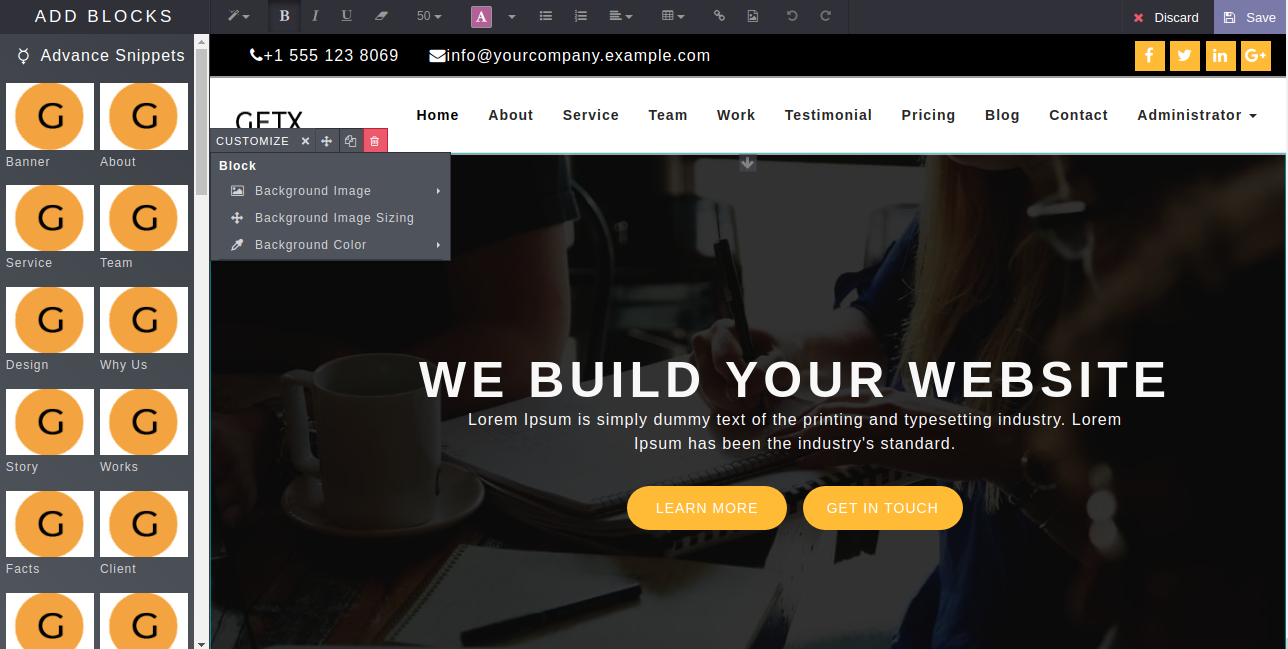 ADD BLOCKS
B I U 50 A
Discard Save
Advance Snippets
+1 555 123 8069 info@yourcompany.example.com
GETX
Home About Service Team Work Testimonial Pricing Blog Contact Administrator
CUSTOMIZE
Block
Background Image
Background Image Sizing
Background Color
G G
Banner About
G G
Service Team
G G
Design Why Us
G G
Story Works
G G
Facts Client
G G
WE BUILD YOUR WEBSITE
Lorem Ipsum is simply dummy text of the printing and typesetting industry. Lorem
Ipsum has been the industry's standard.
LEARN MORE GET IN TOUCH